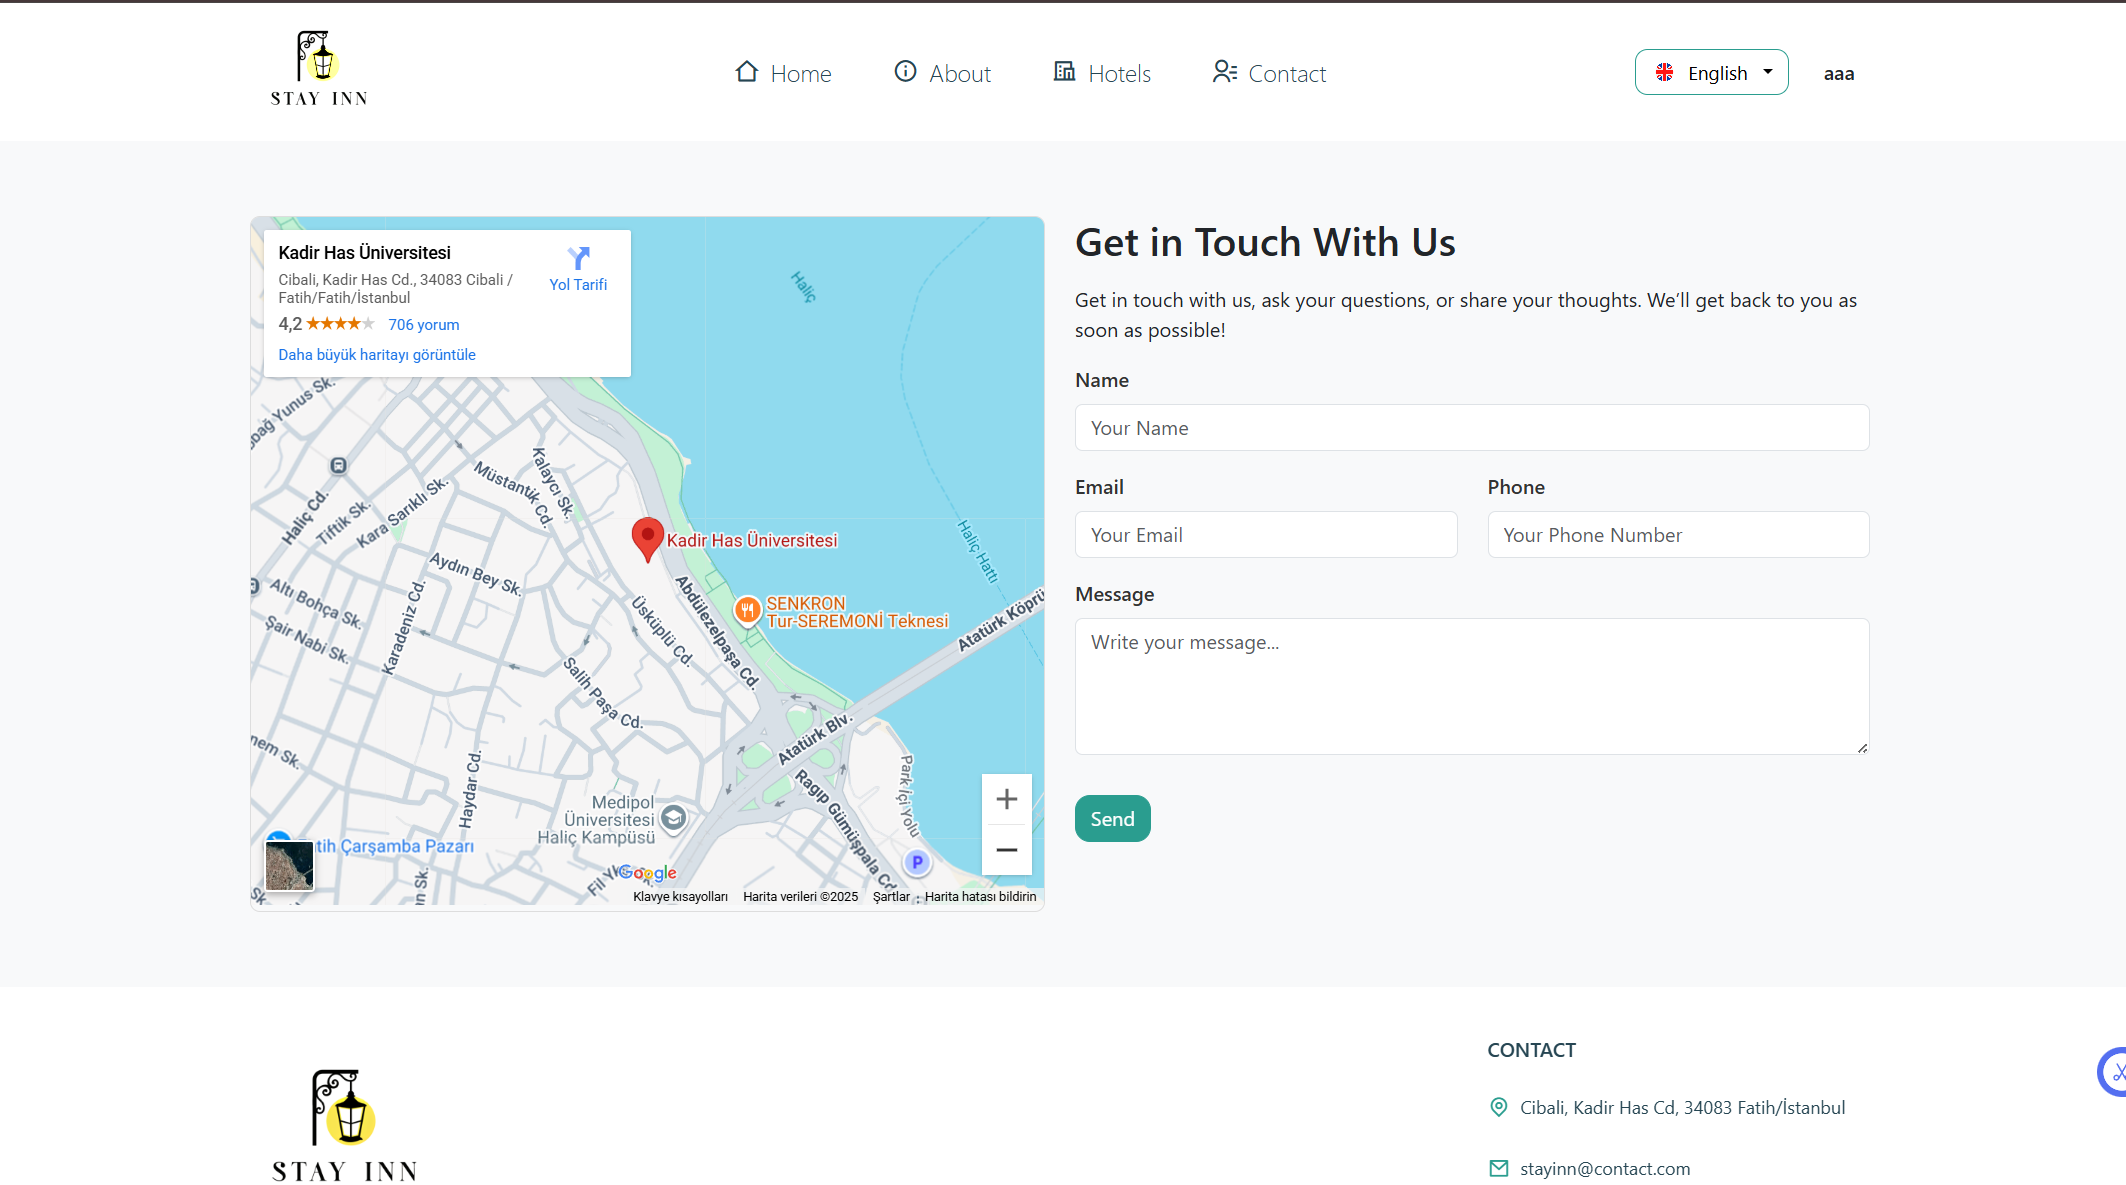 STAY INN
Home
About
Hotels
Contact
English
aaa
Kadir Has Üniversitesi
Cibali, Kadir Has Cd., 34083 Cibali /
Fatih/Fatih/İstanbul
4,2
706 yorum
Daha büyük haritayı görüntüle
Yol Tarifi
Haliç
Yunus Sk.
Haliç Cd.
Tiftik Sk.
Kara Sarıklı Sk.
Müstantik Cd.
Kalaycı Sk.
Haliç Hattı
Kadir Has Üniversitesi
Aydın Bey Sk.
Altı Bohça Sk.
Şair Nabi Sk.
Karadeniz Cd.
Üsküplü Cd.
Abdülezelpaşa Cd.
SENKRON
Tur-SEREMONİ Teknesi
Atatürk Köprü
Salih Paşa Cd.
Atatürk Blv.
nem Sk.
Haydar Cd.
Ragıp Gümüşpala Cd
Park İçi Yolu
Medipol
Üniversitesi
Haliç Kampüsü
tih Çarşamba Pazarı
P
Google
Klavye kısayolları
Harita verileri ©2025
Şartlar
Harita hatası bildirin
Get in Touch With Us
Get in touch with us, ask your questions, or share your thoughts. We’ll get back to you as
soon as possible!
Name
Your Name
Email
Phone
Your Email
Your Phone Number
Message
Write your message...
Send
STAY INN
CONTACT
Cibali, Kadir Has Cd, 34083 Fatih/İstanbul
stayinn@contact.com